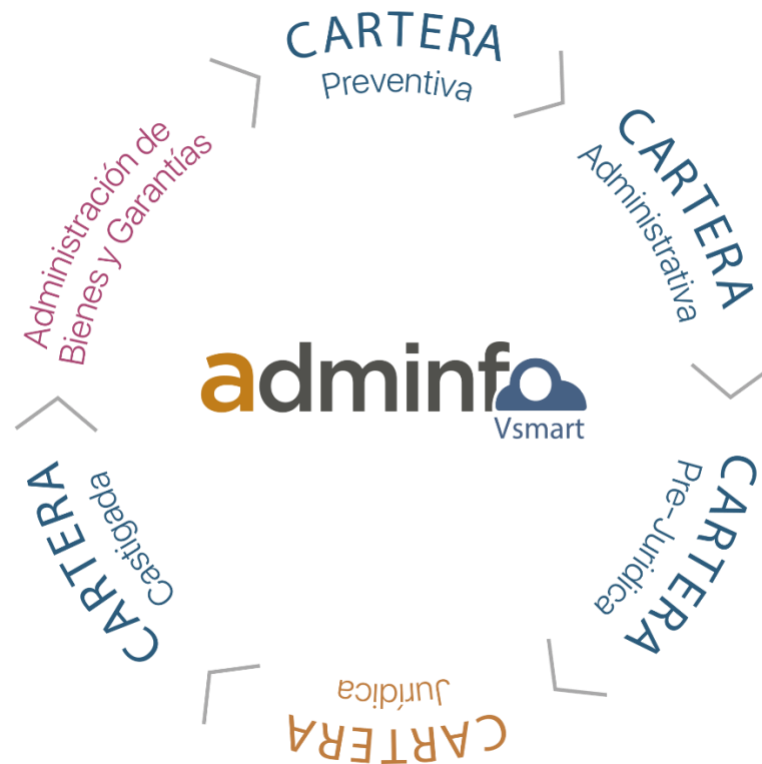 CARTERA
Preventiva
CARTERA
Administrativa
CARTERA
Pre-Jurídica
CARTERA
Jurídica
CARTERA
Castigada
Administración de
Bienes y Garantías
adminfo
Vsmart